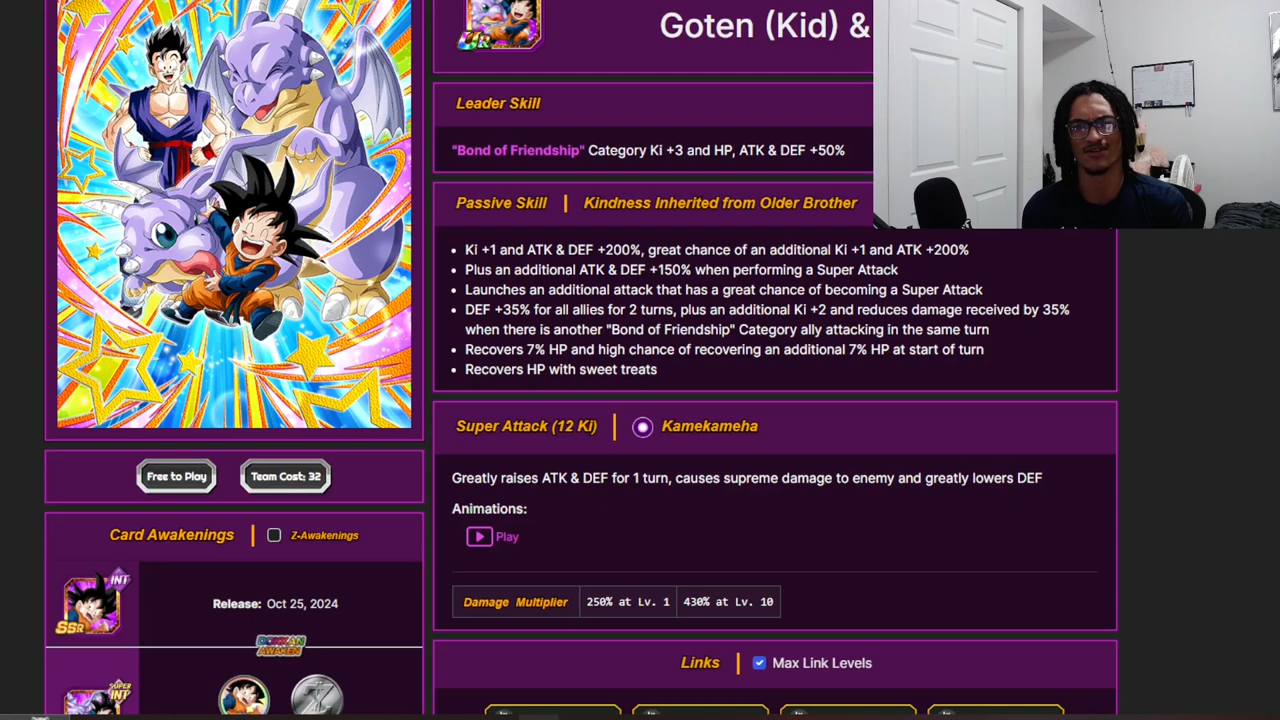 UR
Goten (Kid) &
Leader Skill
"Bond of Friendship" Category Ki +3 and HP, ATK & DEF +50%
Passive Skill | Kindness Inherited from Older Brother
Ki +1 and ATK & DEF +200%, great chance of an additional Ki +1 and ATK +200%
Plus an additional ATK & DEF +150% when performing a Super Attack
Launches an additional attack that has a great chance of becoming a Super Attack
DEF +35% for all allies for 2 turns, plus an additional Ki +2 and reduces damage received by 35%
when there is another "Bond of Friendship" Category ally attacking in the same turn
Recovers 7% HP and high chance of recovering an additional 7% HP at start of turn
Recovers HP with sweet treats
Super Attack (12 Ki) | Kamekameha
Greatly raises ATK & DEF for 1 turn, causes supreme damage to enemy and greatly lowers DEF
Animations:
Play
Damage Multiplier 250% at Lv. 1 430% at Lv. 10
Links | Max Link Levels
Free to Play Team Cost: 32
Card Awakenings | Z-Awakenings
INT
SSR
Release: Oct 25, 2024
DOKKAN
AWAKEN
SUPER
INT
Z